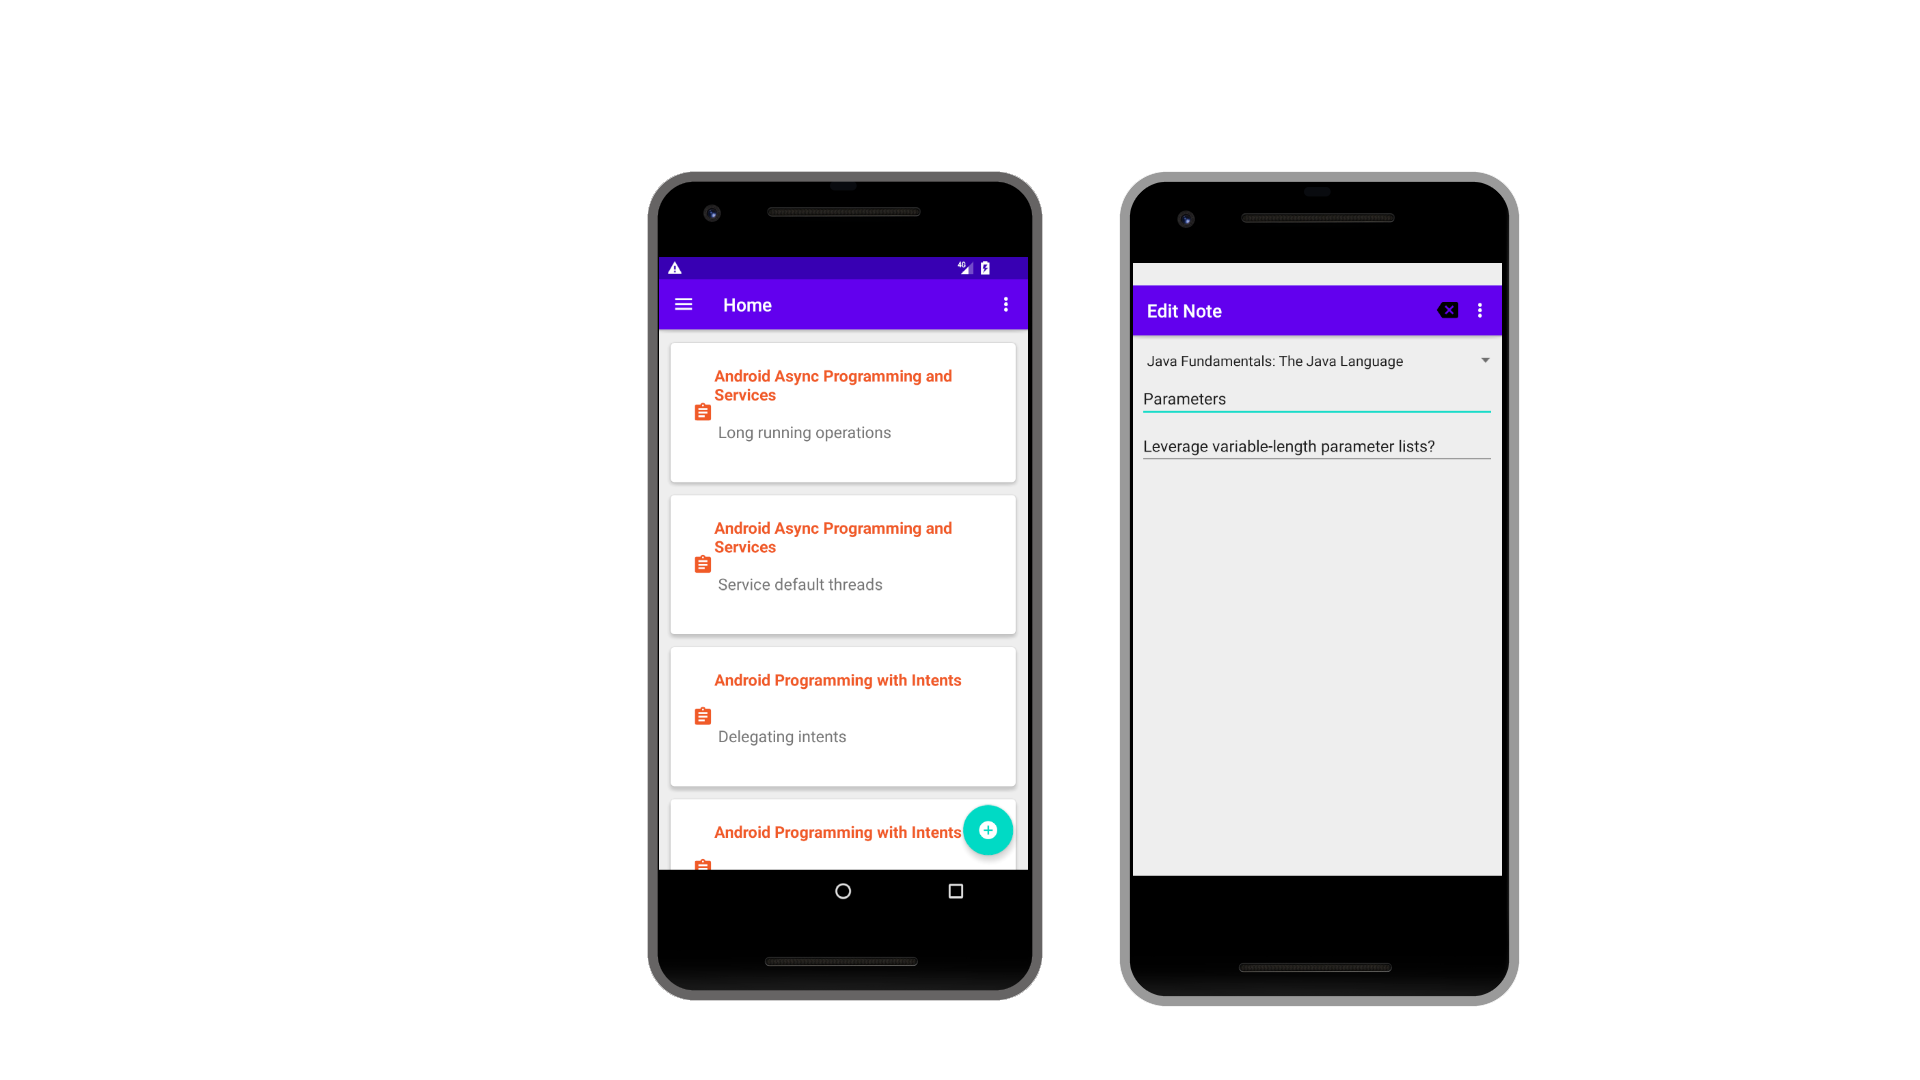 4G
Home
Android Async Programming and
Services
Long running operations
Android Async Programming and
Services
Service default threads
Android Programming with Intents
Delegating intents
Android Programming with Intents
Edit Note
Java Fundamentals: The Java Language
Parameters
Leverage variable-length parameter lists?